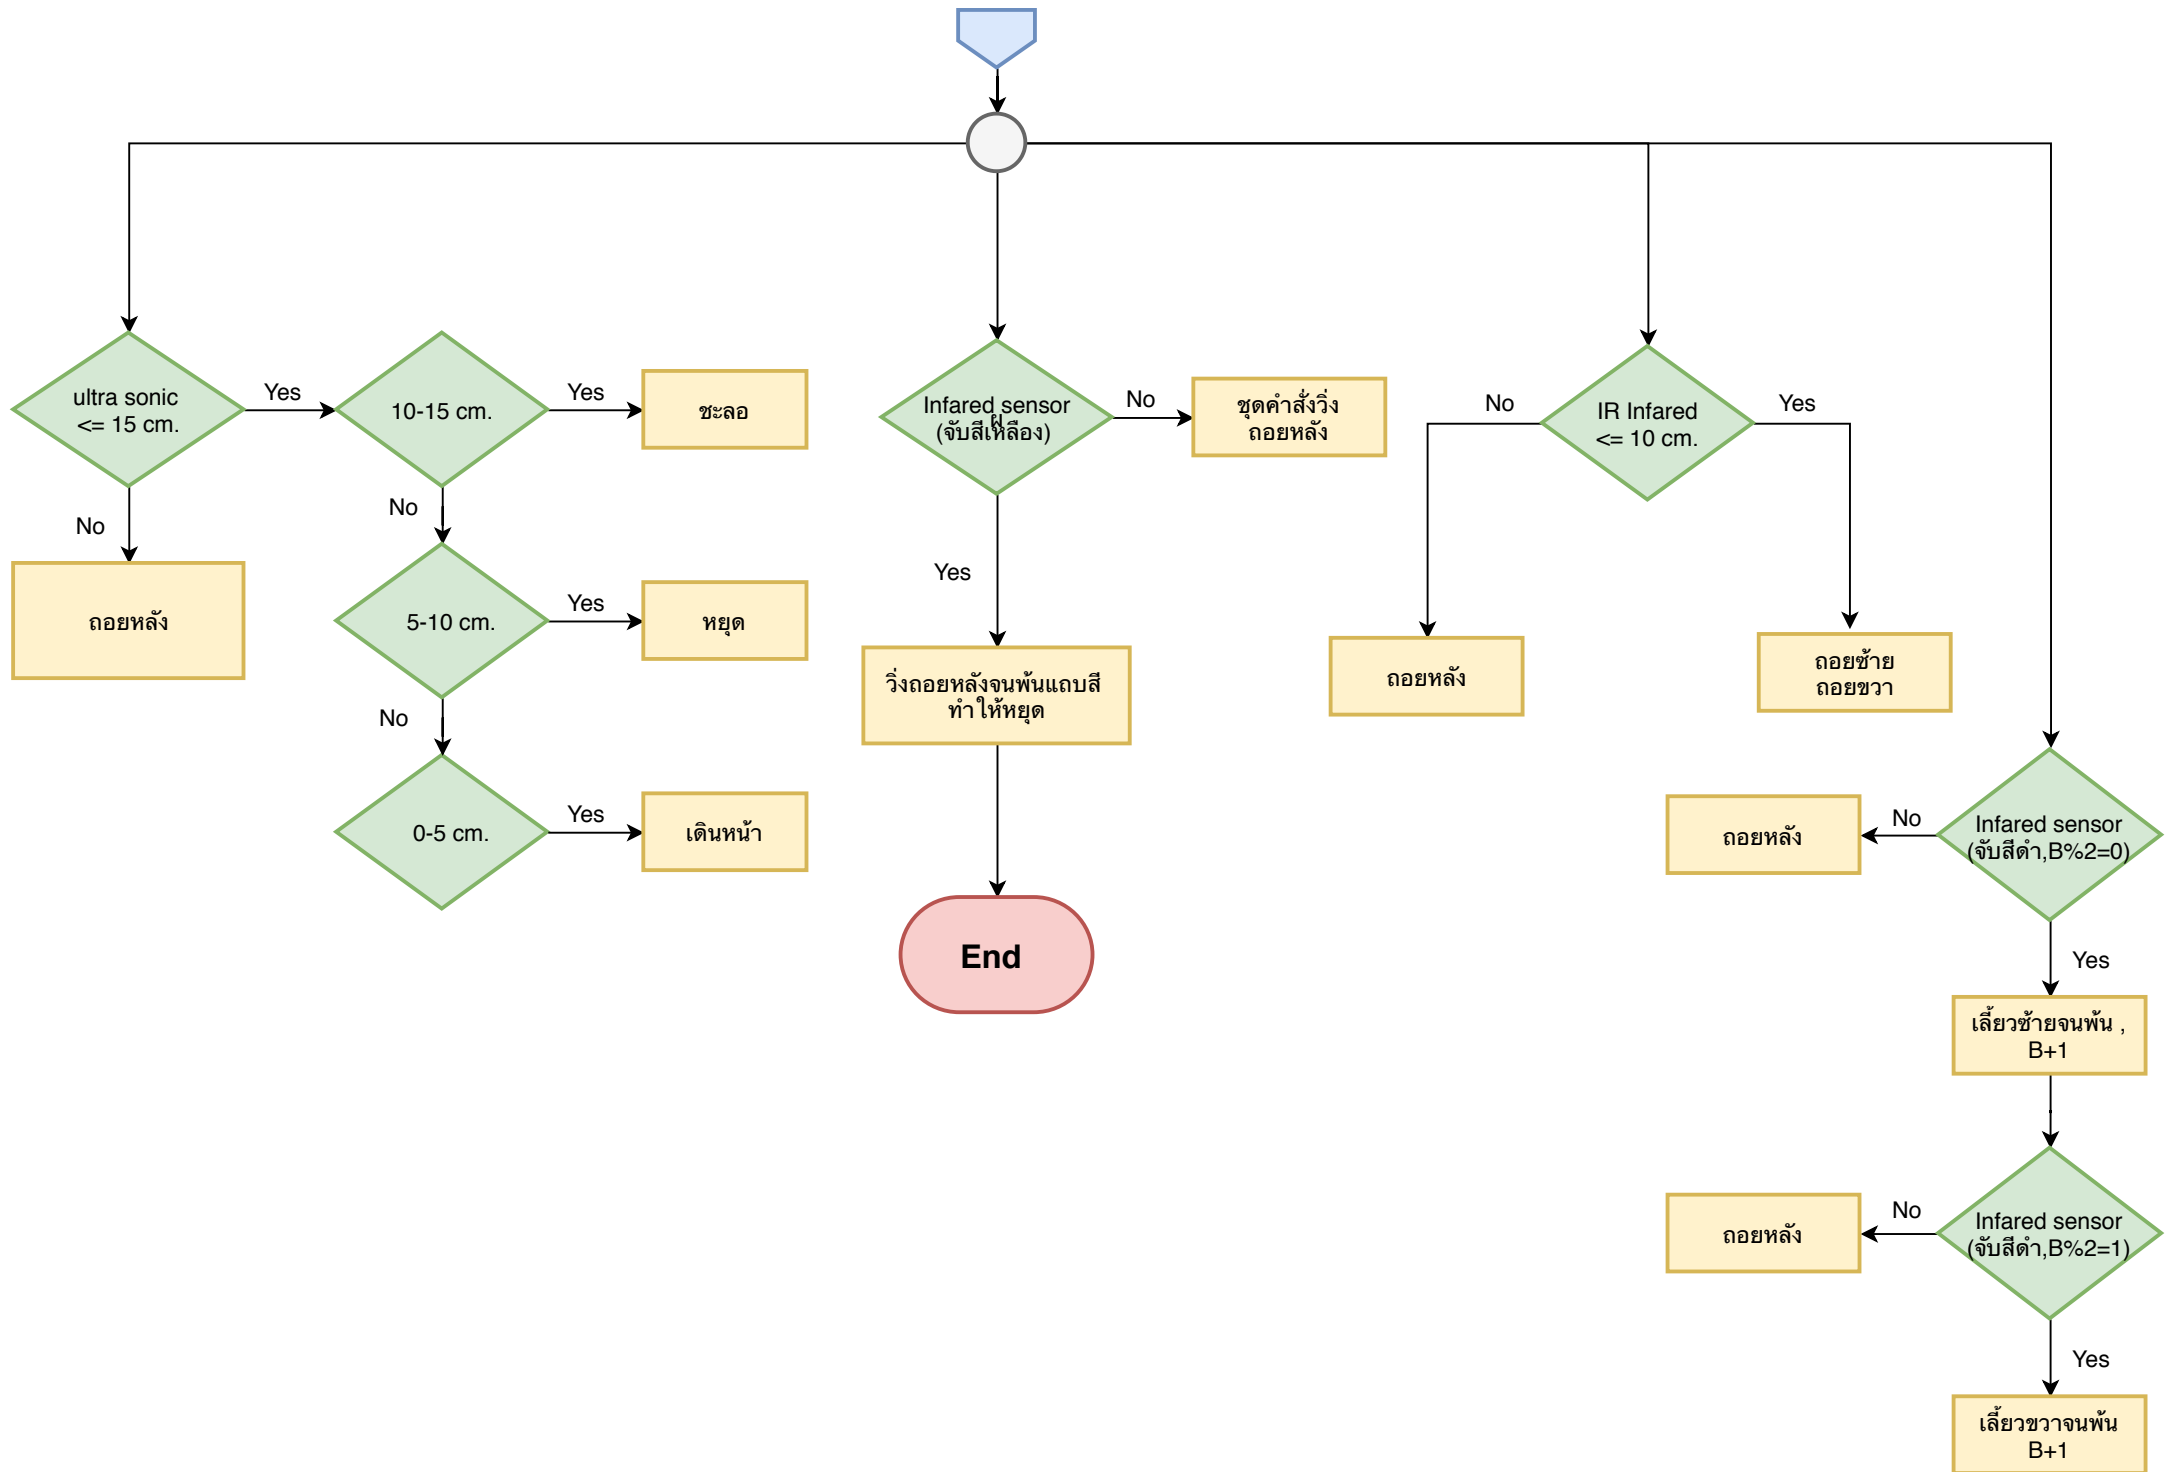 ultra sonic
<= 15 cm.
Yes
No
ถอยหลัง
10-15 cm.
Yes
ชะลอ
No
5-10 cm.
Yes
หยุด
No
0-5 cm.
Yes
เดินหน้า
Infared sensor
ฝ
(จับสีเหลือง)
No
ชุดคำสั่งวิ่ง
ถอยหลัง
Yes
วิ่งถอยหลังจนพ้นแถบสี
ทำให้หยุด
End
IR Infared
<= 10 cm.
No
Yes
ถอยหลัง
ถอยซ้าย
ถอยขวา
Infared sensor
(จับสีดำ,B%2=0)
No
ถอยหลัง
Yes
เลี้ยวซ้ายจนพ้น ,
B+1
Infared sensor
(จับสีดำ,B%2=1)
No
ถอยหลัง
Yes
เลี้ยวขวาจนพ้น
B+1